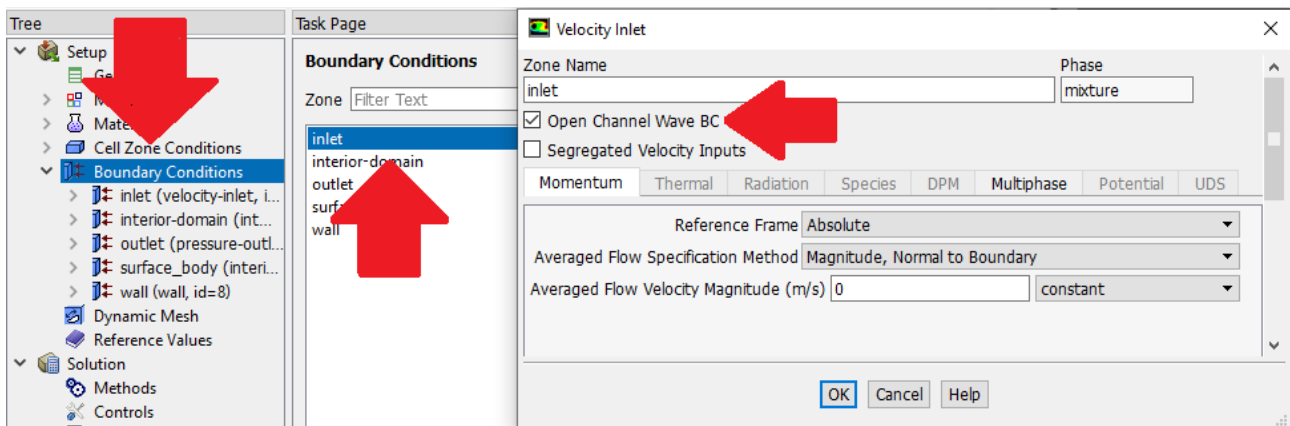 Tree
Setup
Cell Zone Conditions
Boundary Conditions
inlet (velocity-inlet, i...
interior-domain (int...
outlet (pressure-outl...
surface_body (interi...
wall (wall, id=8)
Dynamic Mesh
Reference Values
Solution
Methods
Controls
Task Page
Boundary Conditions
Zone Filter Text
inlet
interior-domain
outlet
wall
Velocity Inlet
Zone Name
Phase
inlet
mixture
Open Channel Wave BC
Segregated Velocity Inputs
Momentum Thermal Radiation Species DPM Multiphase Potential UDS
Reference Frame Absolute
Averaged Flow Specification Method Magnitude, Normal to Boundary
Averaged Flow Velocity Magnitude (m/s) 0 constant
OK Cancel Help